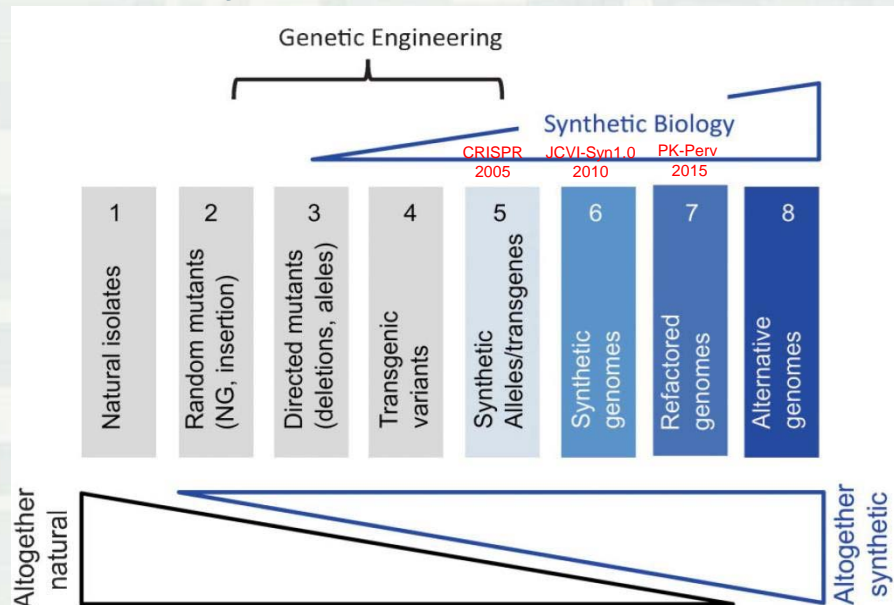 Genetic Engineering
Synthetic Biology
CRISPR
2005
JCVI-Syn1.0
2010
PK-Perv
2015
1
Natural isolates
2
Random mutants
(NG, insertion)
3
Directed mutants
(deletions, aleles)
4
Transgenic
variants
5
Synthetic
Alleles/transgenes
6
Synthetic
genomes
7
Refactored
genomes
8
Alternative
genomes
Altogether
natural
Altogether
synthetic